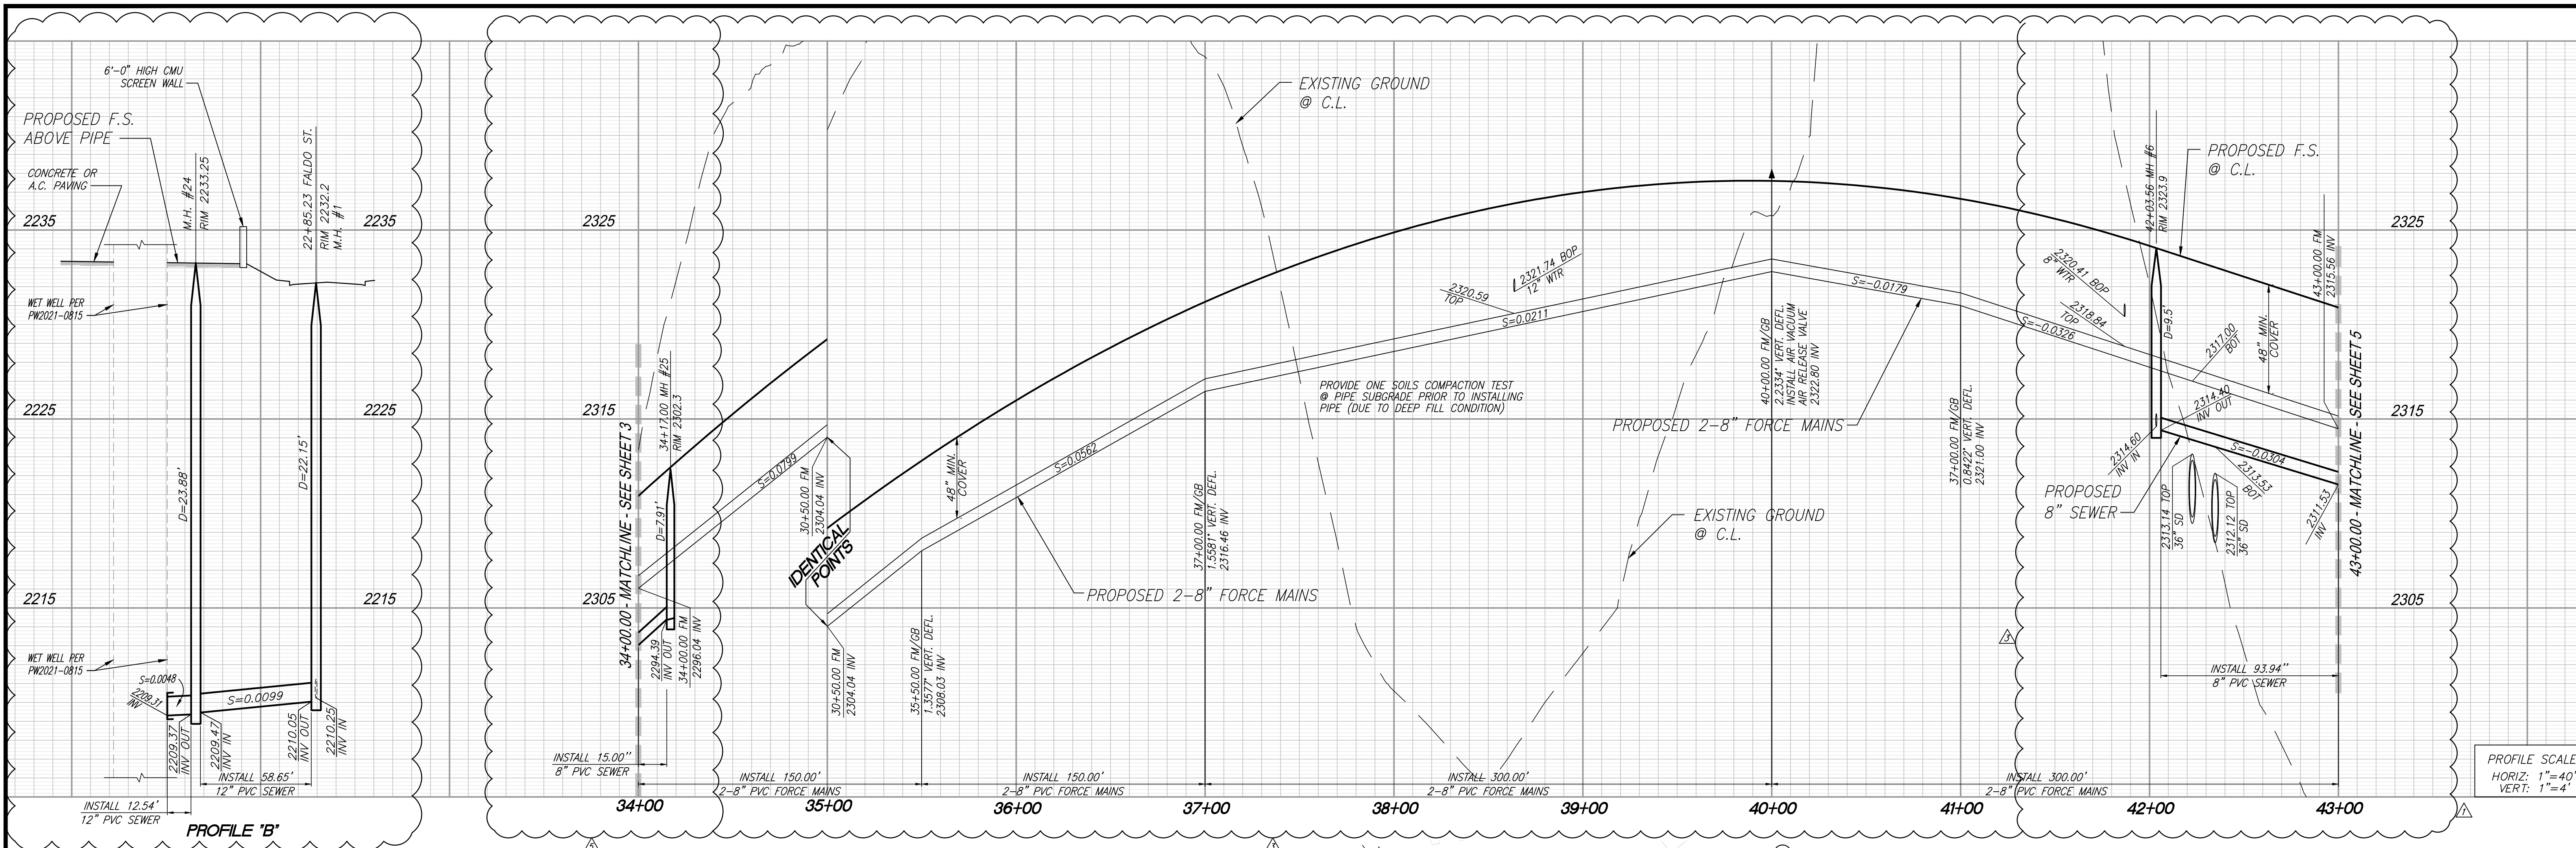 6'-0" HIGH CMU
SCREEN WALL
PROPOSED F.S.
ABOVE PIPE
CONCRETE OR
A.C. PAVING
M.H. #24
RIM 2233.25
22+85.23 FALDO ST.
RIM 2232.2
M.H. #1
2235
2235
WET WELL PER
PW2021-0815
2225
2225
D=23.88'
D=22.15'
2215
2215
WET WELL PER
PW2021-0815
S=0.0048
2209.31
INV
S=0.0099
2209.37
INV OUT
2209.47
INV IN
2210.05
INV OUT
2210.25
INV IN
INSTALL 58.65'
12" PVC SEWER
INSTALL 12.54'
12" PVC SEWER
PROFILE "B"
2325
2315
2305
34+00.00 - MATCHLINE - SEE SHEET 3
34+17.00 MH #25
RIM 2302.3
D=7.91'
S=0.0799
2294.39
INV OUT
34+00.00 FM
2296.04 INV
30+50.00 FM
2304.04 INV
IDENTICAL
POINTS
30+50.00 FM
2304.04 INV
35+50.00 FM/GB
1.3577° VERT. DEFL.
2308.03 INV
48" MIN.
COVER
S=0.0562
PROPOSED 2-8" FORCE MAINS
37+00.00 FM/GB
1.5581° VERT. DEFL.
2316.46 INV
EXISTING GROUND
@ C.L.
2320.59
TOP
2321.74 BOP
12" WTR
S=0.0211
PROVIDE ONE SOILS COMPACTION TEST
@ PIPE SUBGRADE PRIOR TO INSTALLING
PIPE (DUE TO DEEP FILL CONDITION)
40+00.00 FM/GB
2.2334° VERT. DEFL.
INSTALL AIR VACUUM
AIR RELEASE VALVE
2322.80 INV
S=-0.0179
PROPOSED 2-8" FORCE MAINS
EXISTING GROUND
@ C.L.
37+00.00 FM/GB
0.8422° VERT. DEFL.
2321.00 INV
2320.41 BOP
8" WTR
2318.84
TOP
S=-0.0326
42+03.56 MH #6
RIM 2323.9
PROPOSED F.S.
@ C.L.
D=9.5'
2317.00
BOT
48" MIN.
COVER
43+00.00 FM
2315.56 INV
2325
2315
2305
2314.40
INV OUT
2314.60
INV IN
S=-0.0304
PROPOSED
8" SEWER
2313.14 TOP
36" SD
2312.12 TOP
36" SD
2313.53
BOT
2311.53
INV
43+00.00 - MATCHLINE - SEE SHEET 5
3
INSTALL 93.94"
8" PVC SEWER
INSTALL 15.00"
8" PVC SEWER
INSTALL 150.00'
2-8" PVC FORCE MAINS
INSTALL 150.00'
2-8" PVC FORCE MAINS
INSTALL 300.00'
2-8" PVC FORCE MAINS
INSTALL 300.00'
2-8" PVC FORCE MAINS
34+00
35+00
36+00
37+00
38+00
39+00
40+00
41+00
42+00
43+00
PROFILE SCALE
HORIZ: 1"=40'
VERT: 1"=4'
1